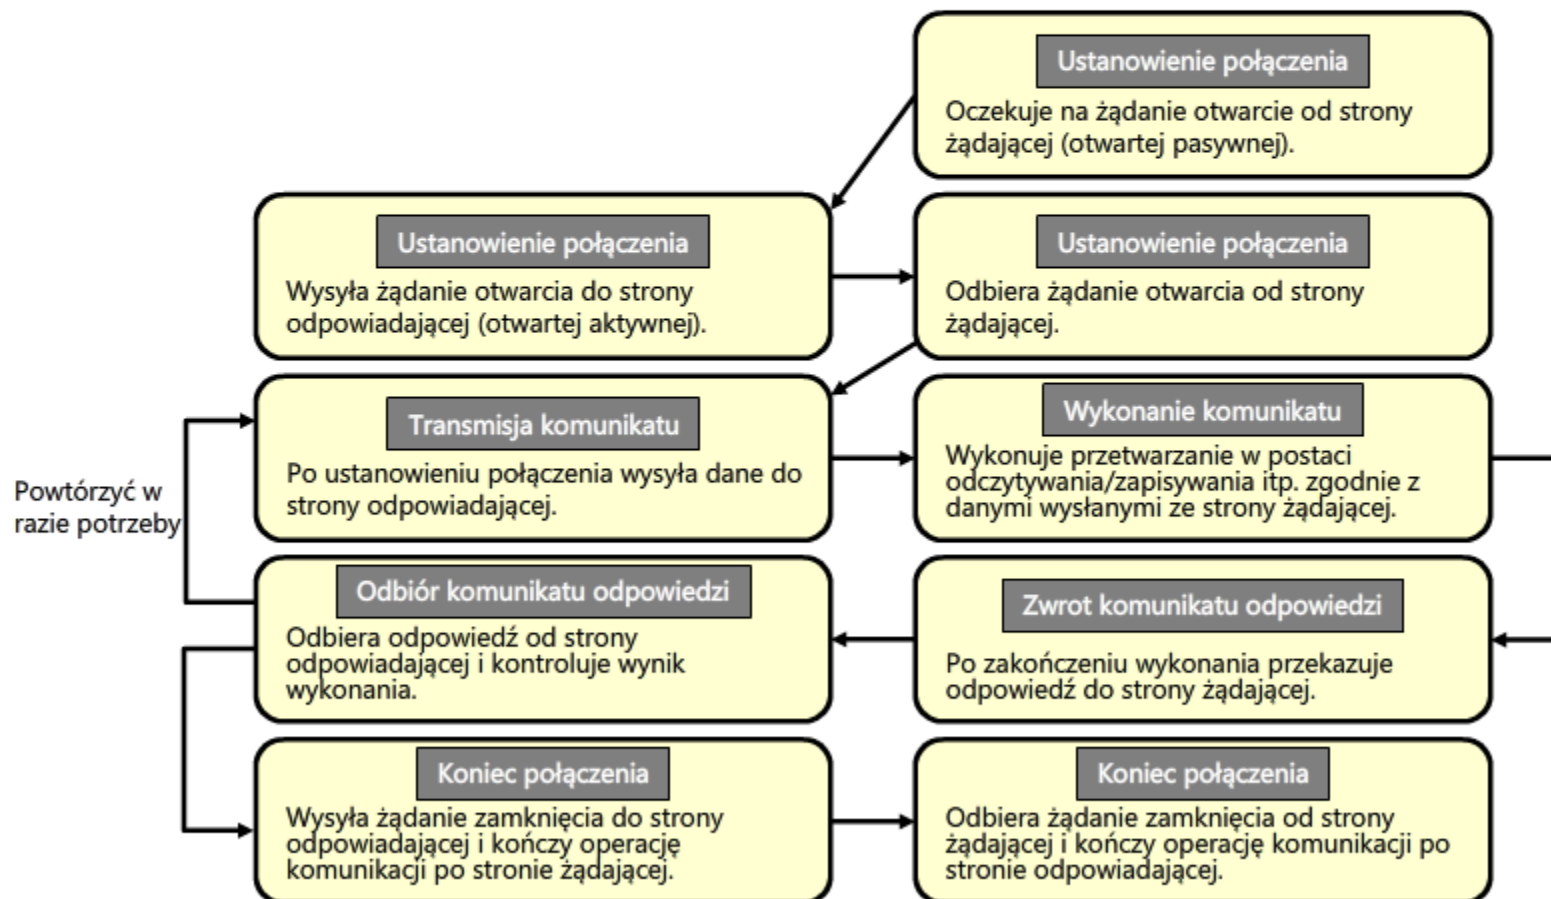 Ustanowienie połączenia
Oczekuje na żądanie otwarcie od strony
żądającej (otwartej pasywnej).
Ustanowienie połączenia
Wysyła żądanie otwarcia do strony
odpowiadającej (otwartej aktywnej).
Ustanowienie połączenia
Odbiera żądanie otwarcia od strony
żądającej.
Transmisja komunikatu
Po ustanowieniu połączenia wysyła dane do
strony odpowiadającej.
Wykonanie komunikatu
Wykonuje przetwarzanie w postaci
odczytywania/zapisywania itp. zgodnie z
danymi wysłanymi ze strony żądającej.
Powtórzyć w
razie potrzeby
Odbiór komunikatu odpowiedzi
Odbiera odpowiedź od strony
odpowiadającej i kontroluje wynik
wykonania.
Zwrot komunikatu odpowiedzi
Po zakończeniu wykonania przekazuje
odpowiedź do strony żądającej.
Koniec połączenia
Wysyła żądanie zamknięcia do strony
odpowiadającej i kończy operację
komunikacji po stronie żądającej.
Koniec połączenia
Odbiera żądanie zamknięcia od strony
żądającej i kończy operację komunikacji po
stronie odpowiadającej.